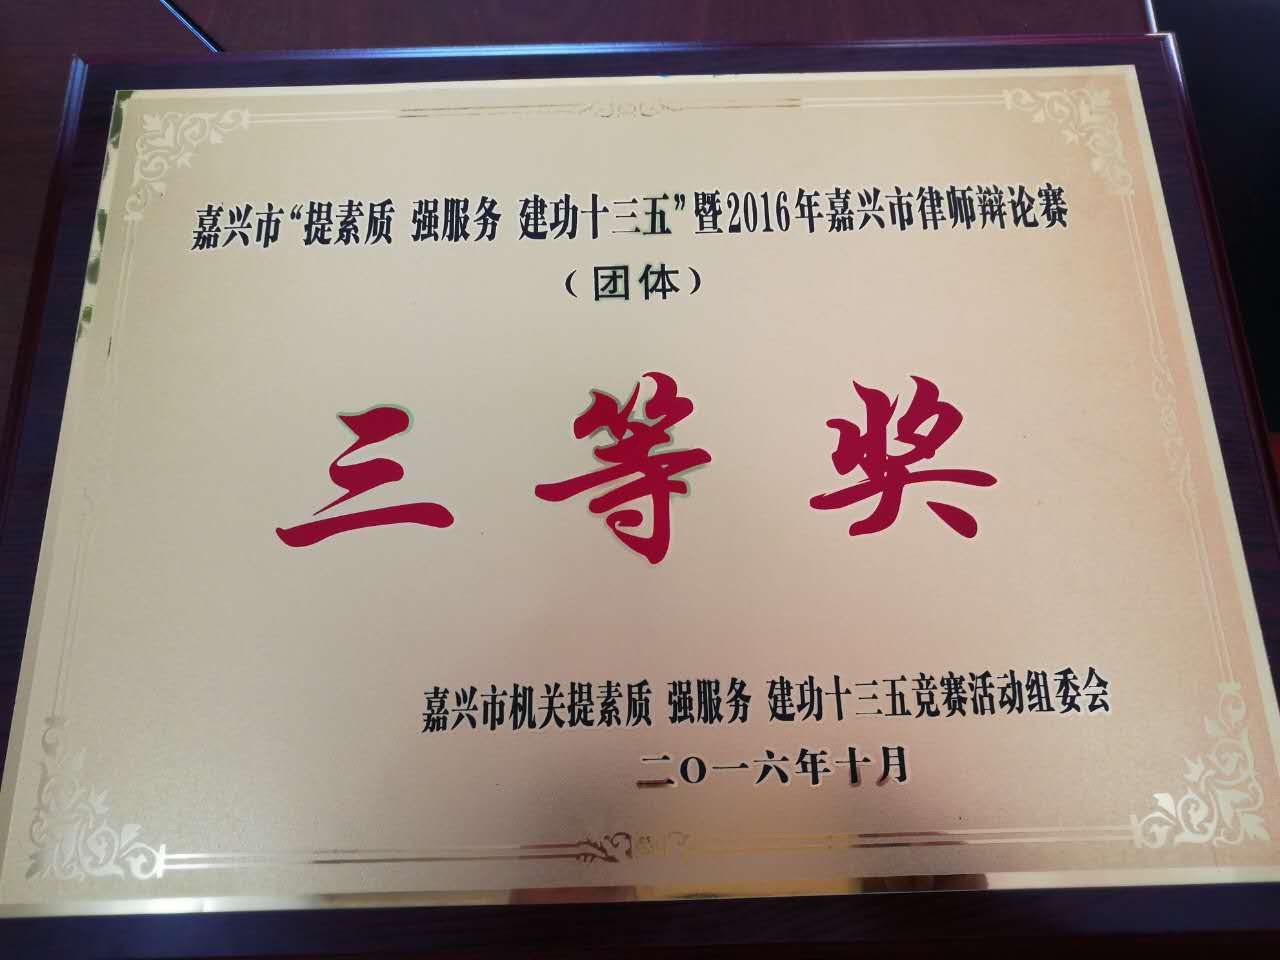 嘉兴市“提素质 强服务 建功十三五”暨2016年嘉兴市律师辩论赛
（团体）
三等奖
嘉兴市机关提素质 强服务 建功十三五竞赛活动组委会
二〇一六年十月